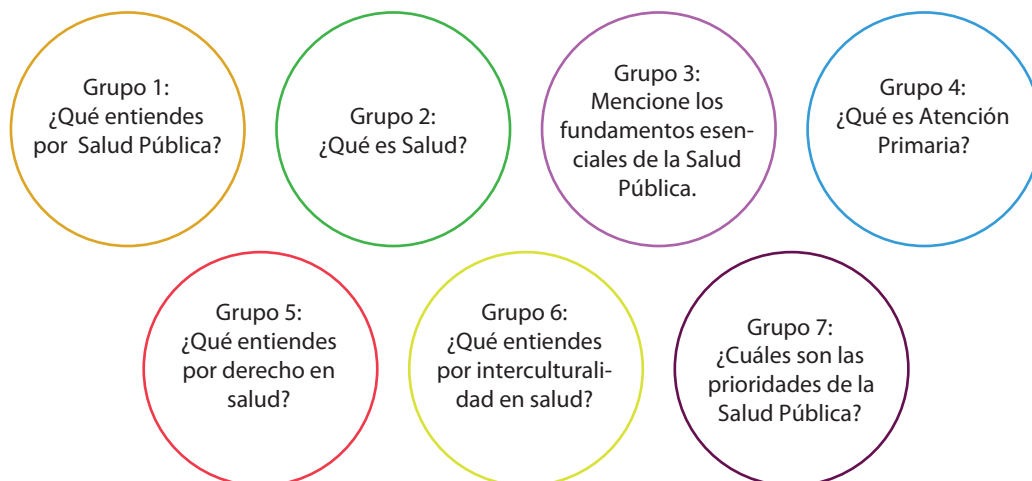 Grupo 1:
¿Qué entiendes
por Salud Pública?
Grupo 2:
¿Qué es Salud?
Grupo 3:
Mencione los
fundamentos esen-
ciales de la Salud
Pública.
Grupo 4:
¿Qué es Atención
Primaria?
Grupo 5:
¿Qué entiendes
por derecho en
salud?
Grupo 6:
¿Qué entiendes
por interculturali-
dad en salud?
Grupo 7:
¿Cuáles son las
prioridades de la
Salud Pública?